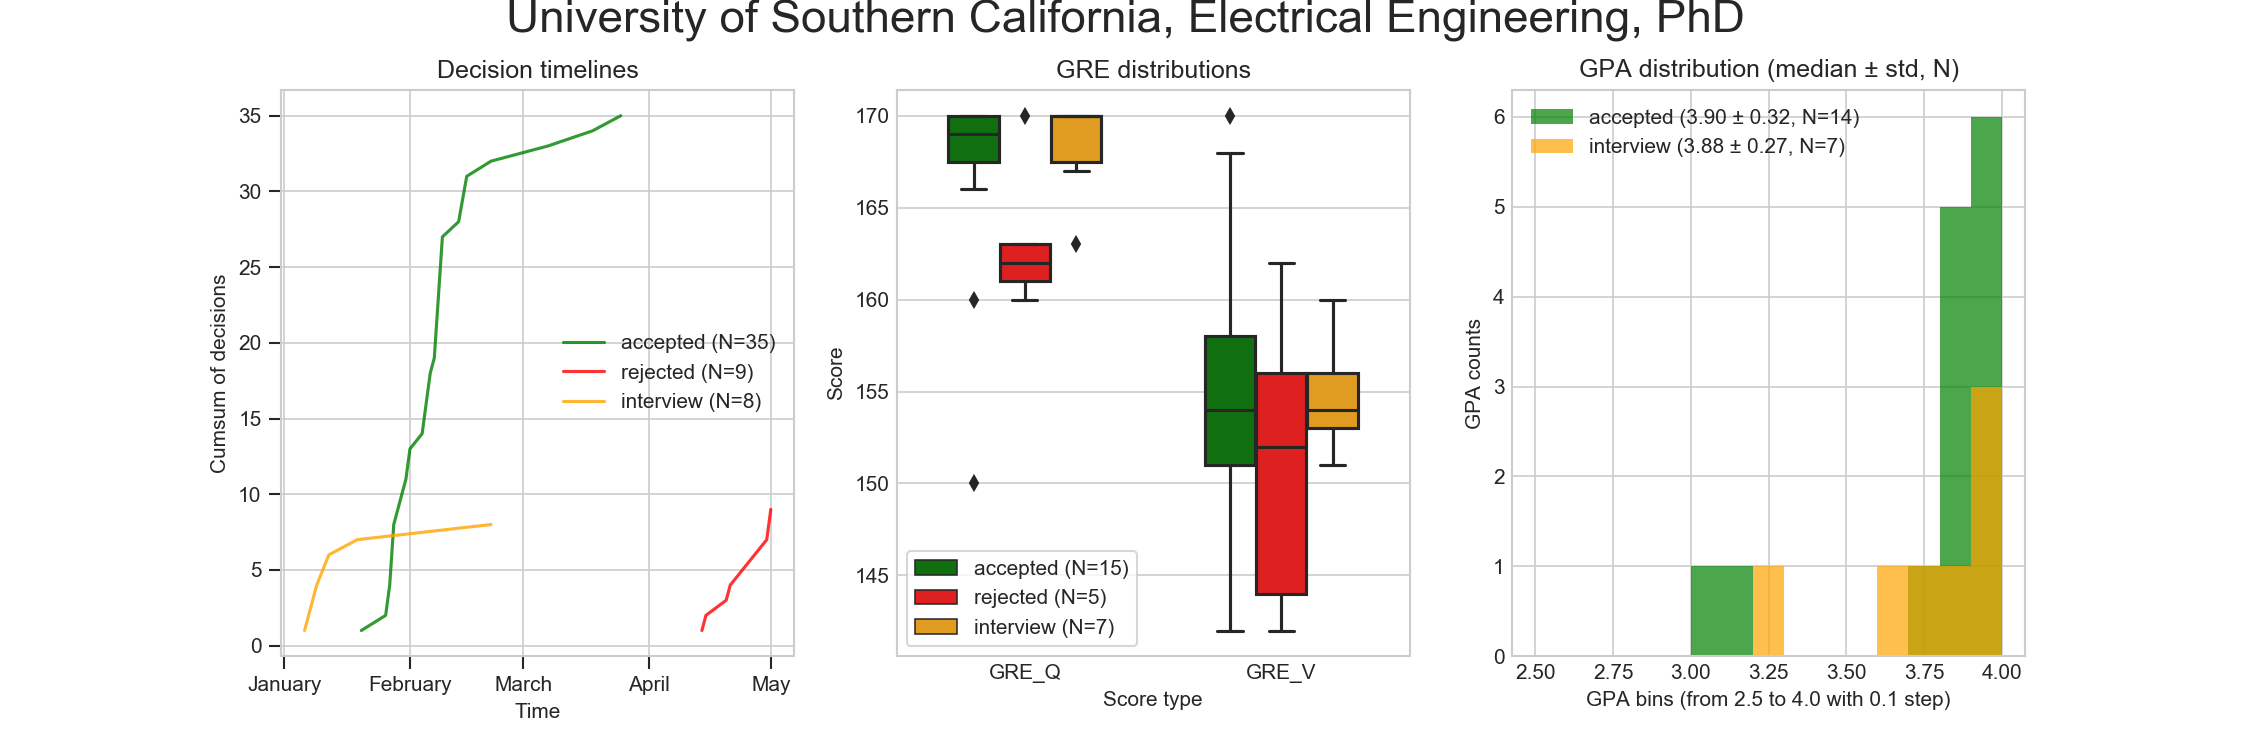 University of Southern California, Electrical Engineering, PhD
Decision timelines
Cumsum of decisions
35
30
25
20
15
10
5
0
accepted (N=35)
rejected (N=9)
interview (N=8)
January February March April May
Time
GRE distributions
Score
170
165
160
155
150
145
accepted (N=15)
rejected (N=5)
interview (N=7)
GRE_Q GRE_V
Score type
GPA distribution (median ± std, N)
GPA counts
6
5
4
3
2
1
0
accepted (3.90 ± 0.32, N=14)
interview (3.88 ± 0.27, N=7)
2.50 2.75 3.00 3.25 3.50 3.75 4.00
GPA bins (from 2.5 to 4.0 with 0.1 step)